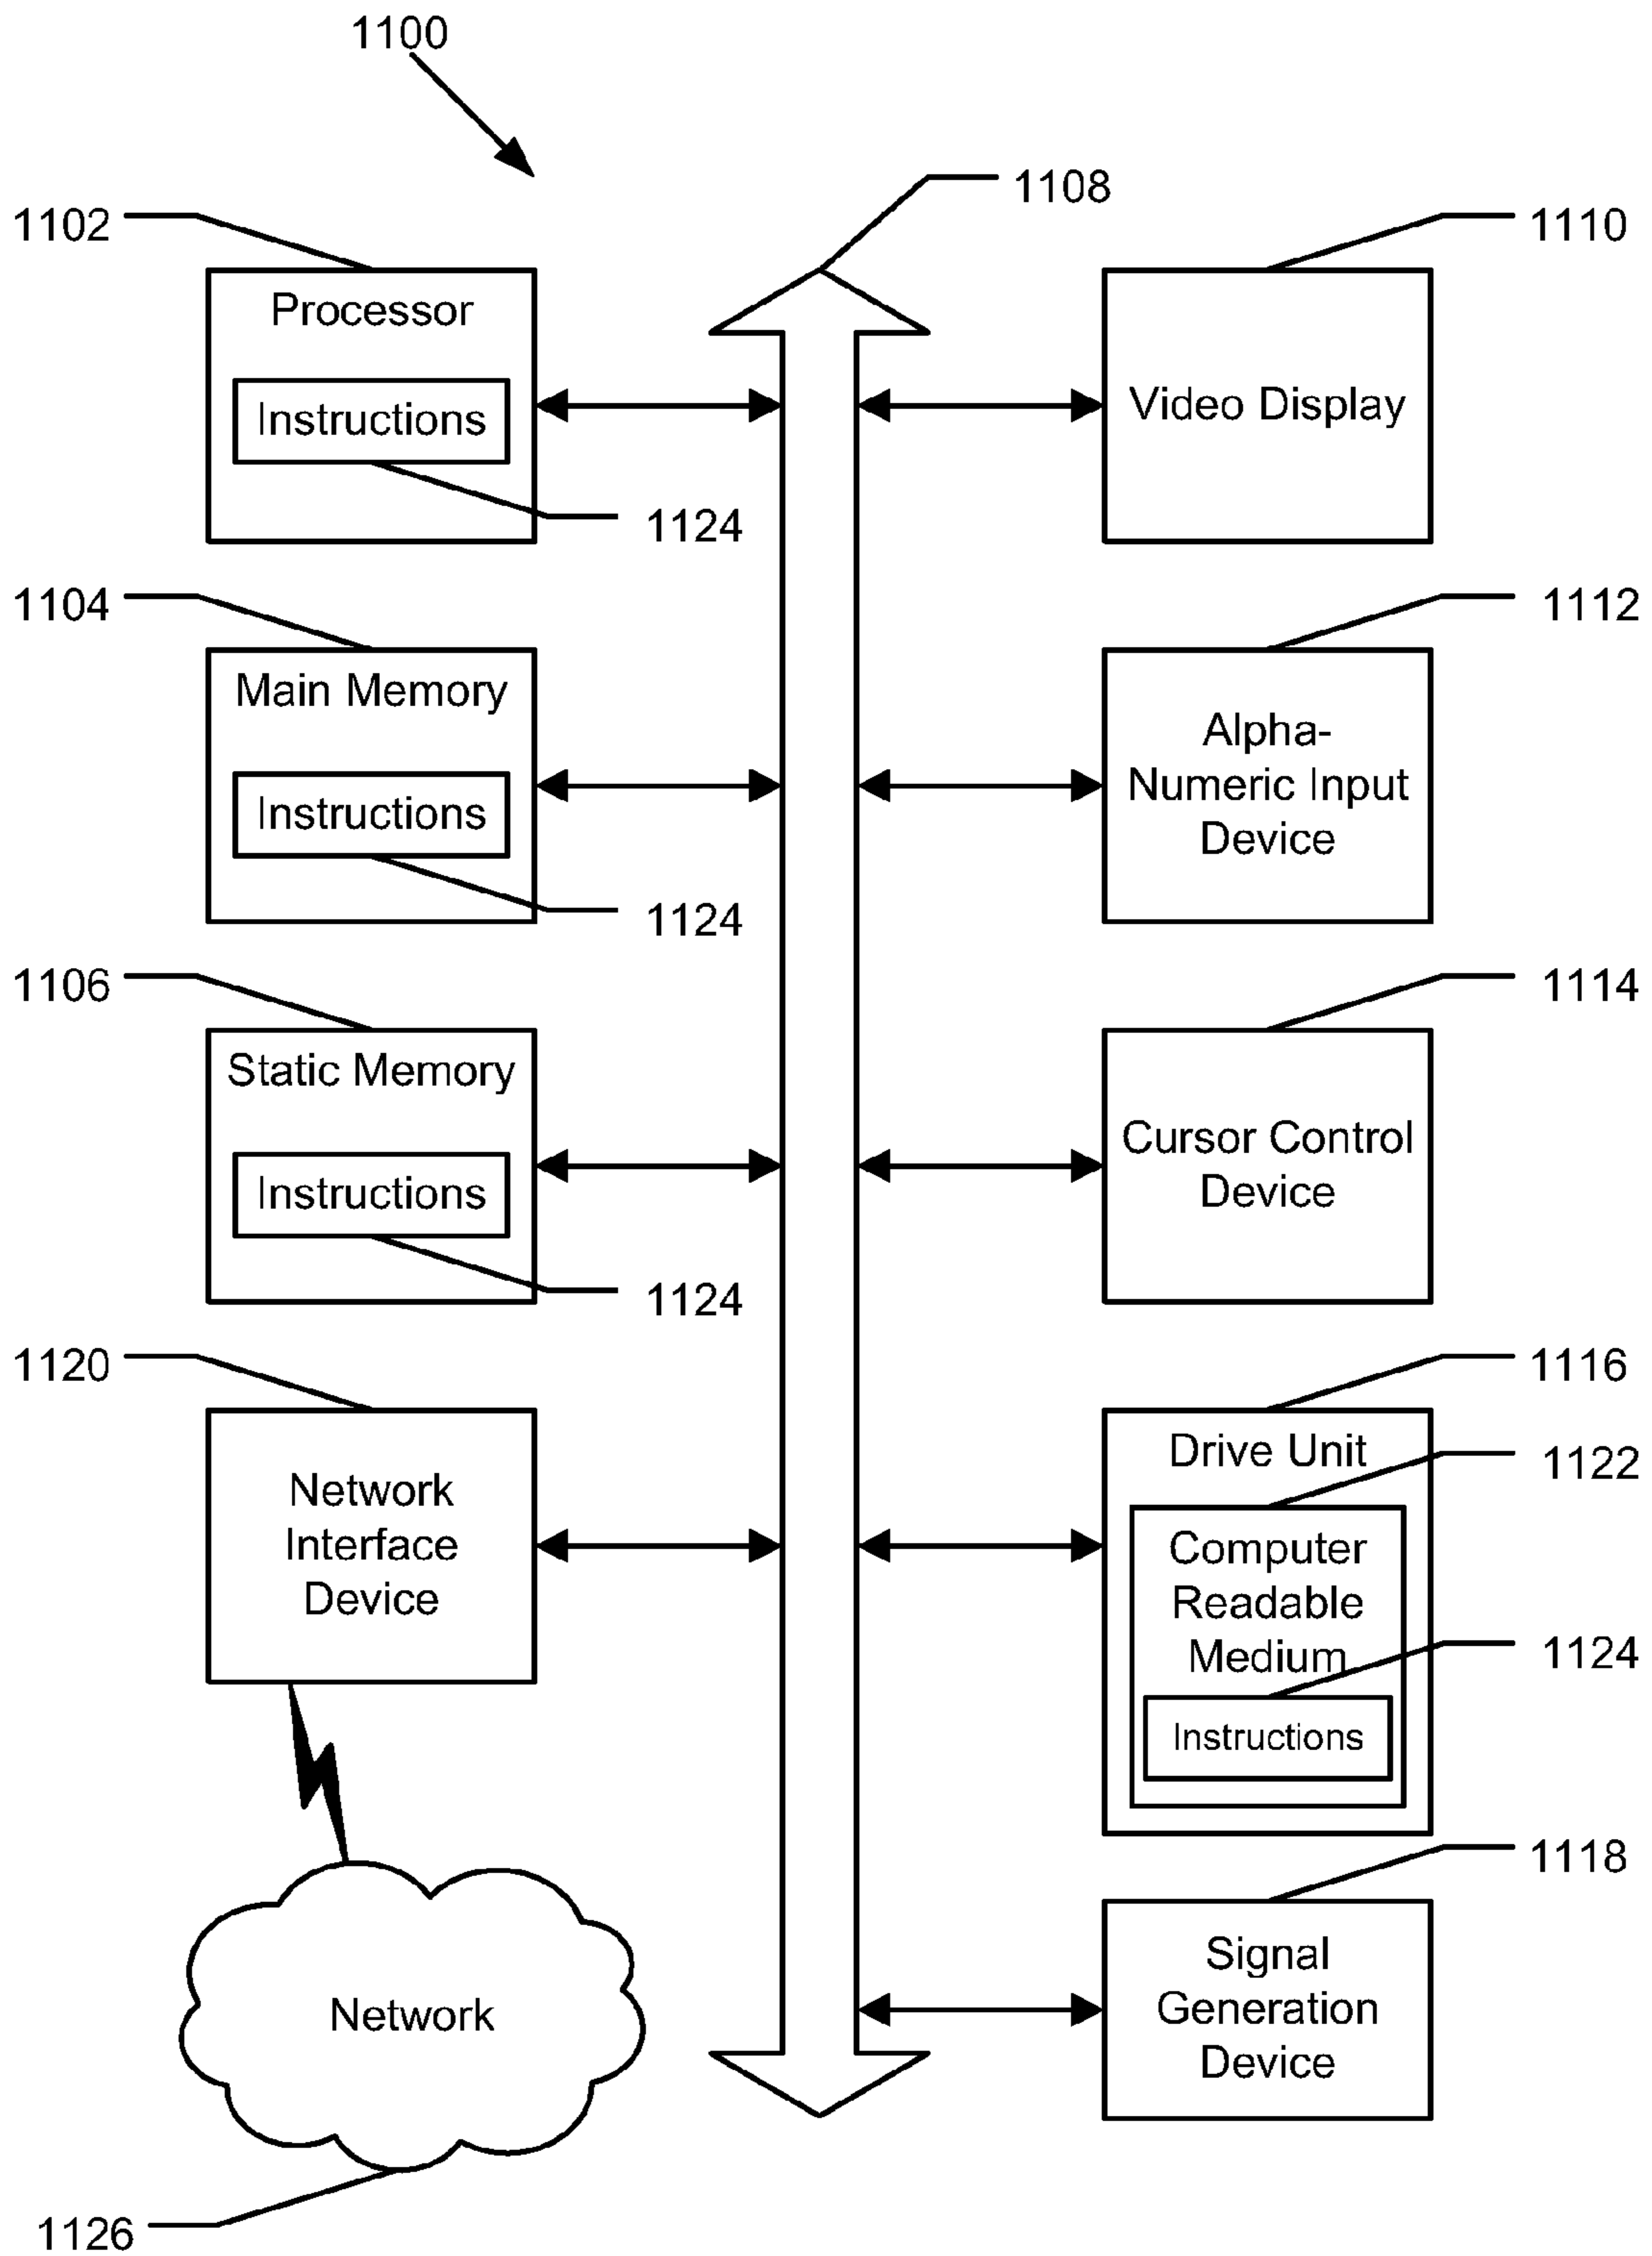 1100
1108
1102
1110
Processor
Instructions
Video Display
1124
1104
1112
Main Memory
Instructions
Alpha-
Numeric Input
Device
1124
1106
1114
Static Memory
Instructions
Cursor Control
Device
1124
1120
1116
Network
Interface
Device
Drive Unit
1122
Computer
Readable
Medium
1124
Instructions
1118
Signal
Generation
Device
Network
1126